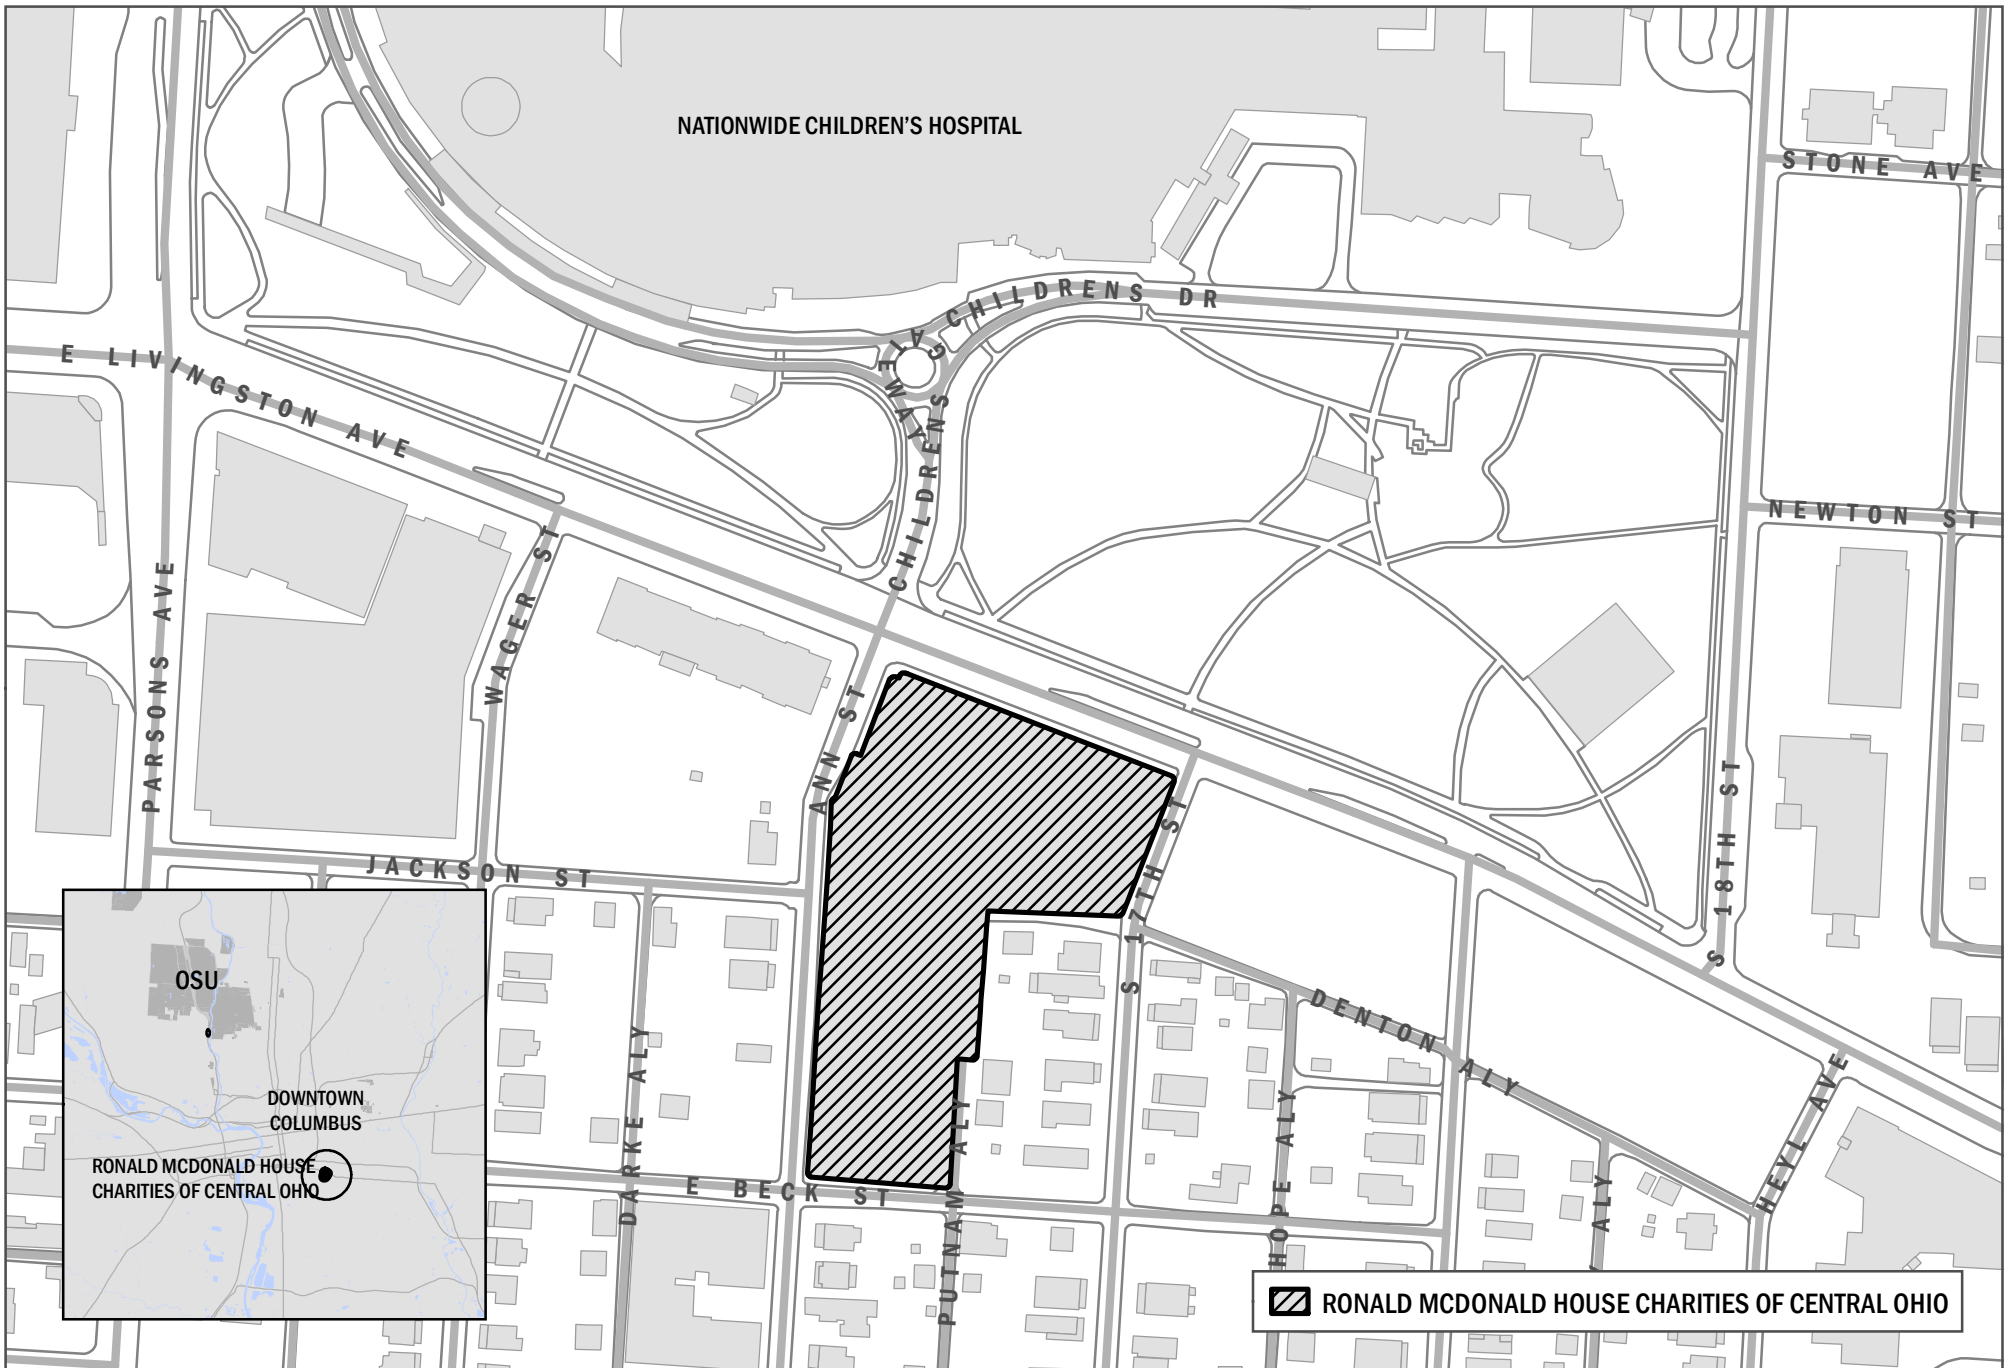 NATIONWIDE CHILDREN'S HOSPITAL
STONE AVE
CHILDRENS DR
GATEWAY
CHILDRENS
E LIVINGSTON AVE
NEWTON ST
WAGER ST
PARSONS AVE
ANN ST
S 17TH ST
S 18TH ST
JACKSON ST
DENTON ALY
HEYL AVE
DARKE ALY
PUTNAM ALY
HOPE ALY
ALY
E BECK ST
OSU
DOWNTOWN
COLUMBUS
RONALD MCDONALD HOUSE
CHARITIES OF CENTRAL OHIO
RONALD MCDONALD HOUSE CHARITIES OF CENTRAL OHIO